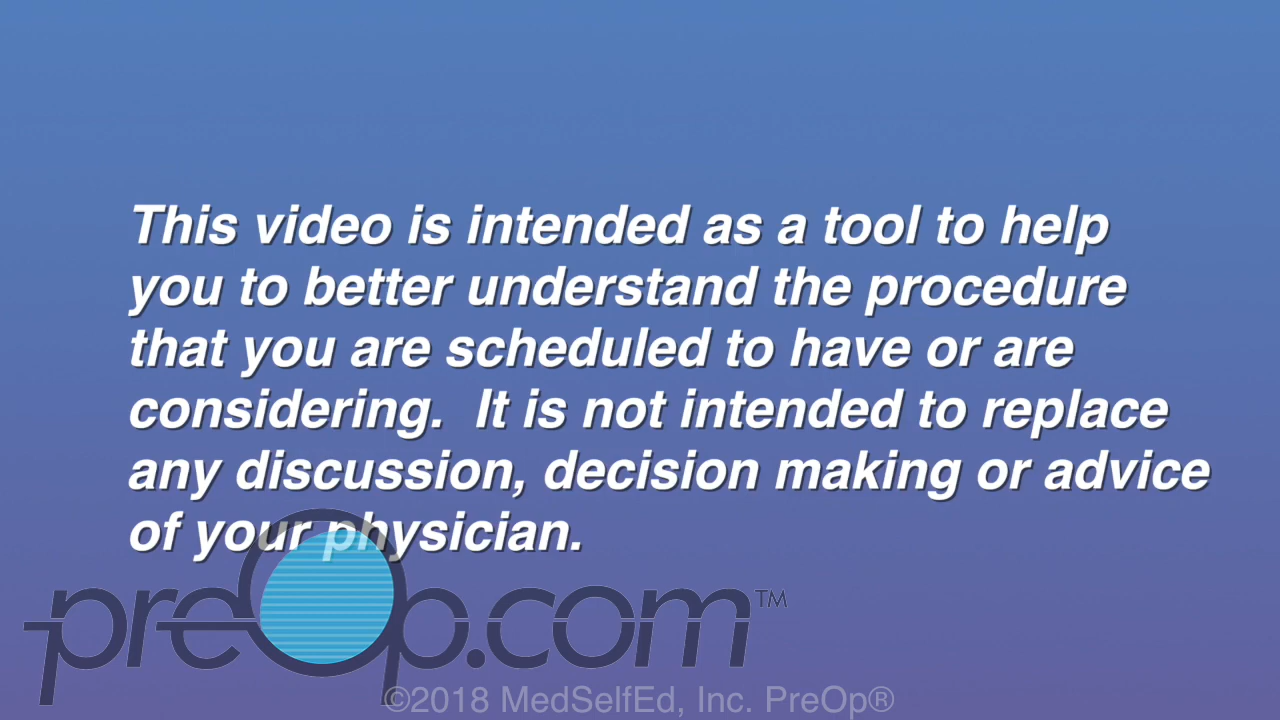 This video is intended as a tool to help
you to better understand the procedure
that you are scheduled to have or are
considering.  It is not intended to replace
any discussion, decision making or advice
of your physician.
preOp.com™
©2018 MedSelfEd, Inc. PreOp®